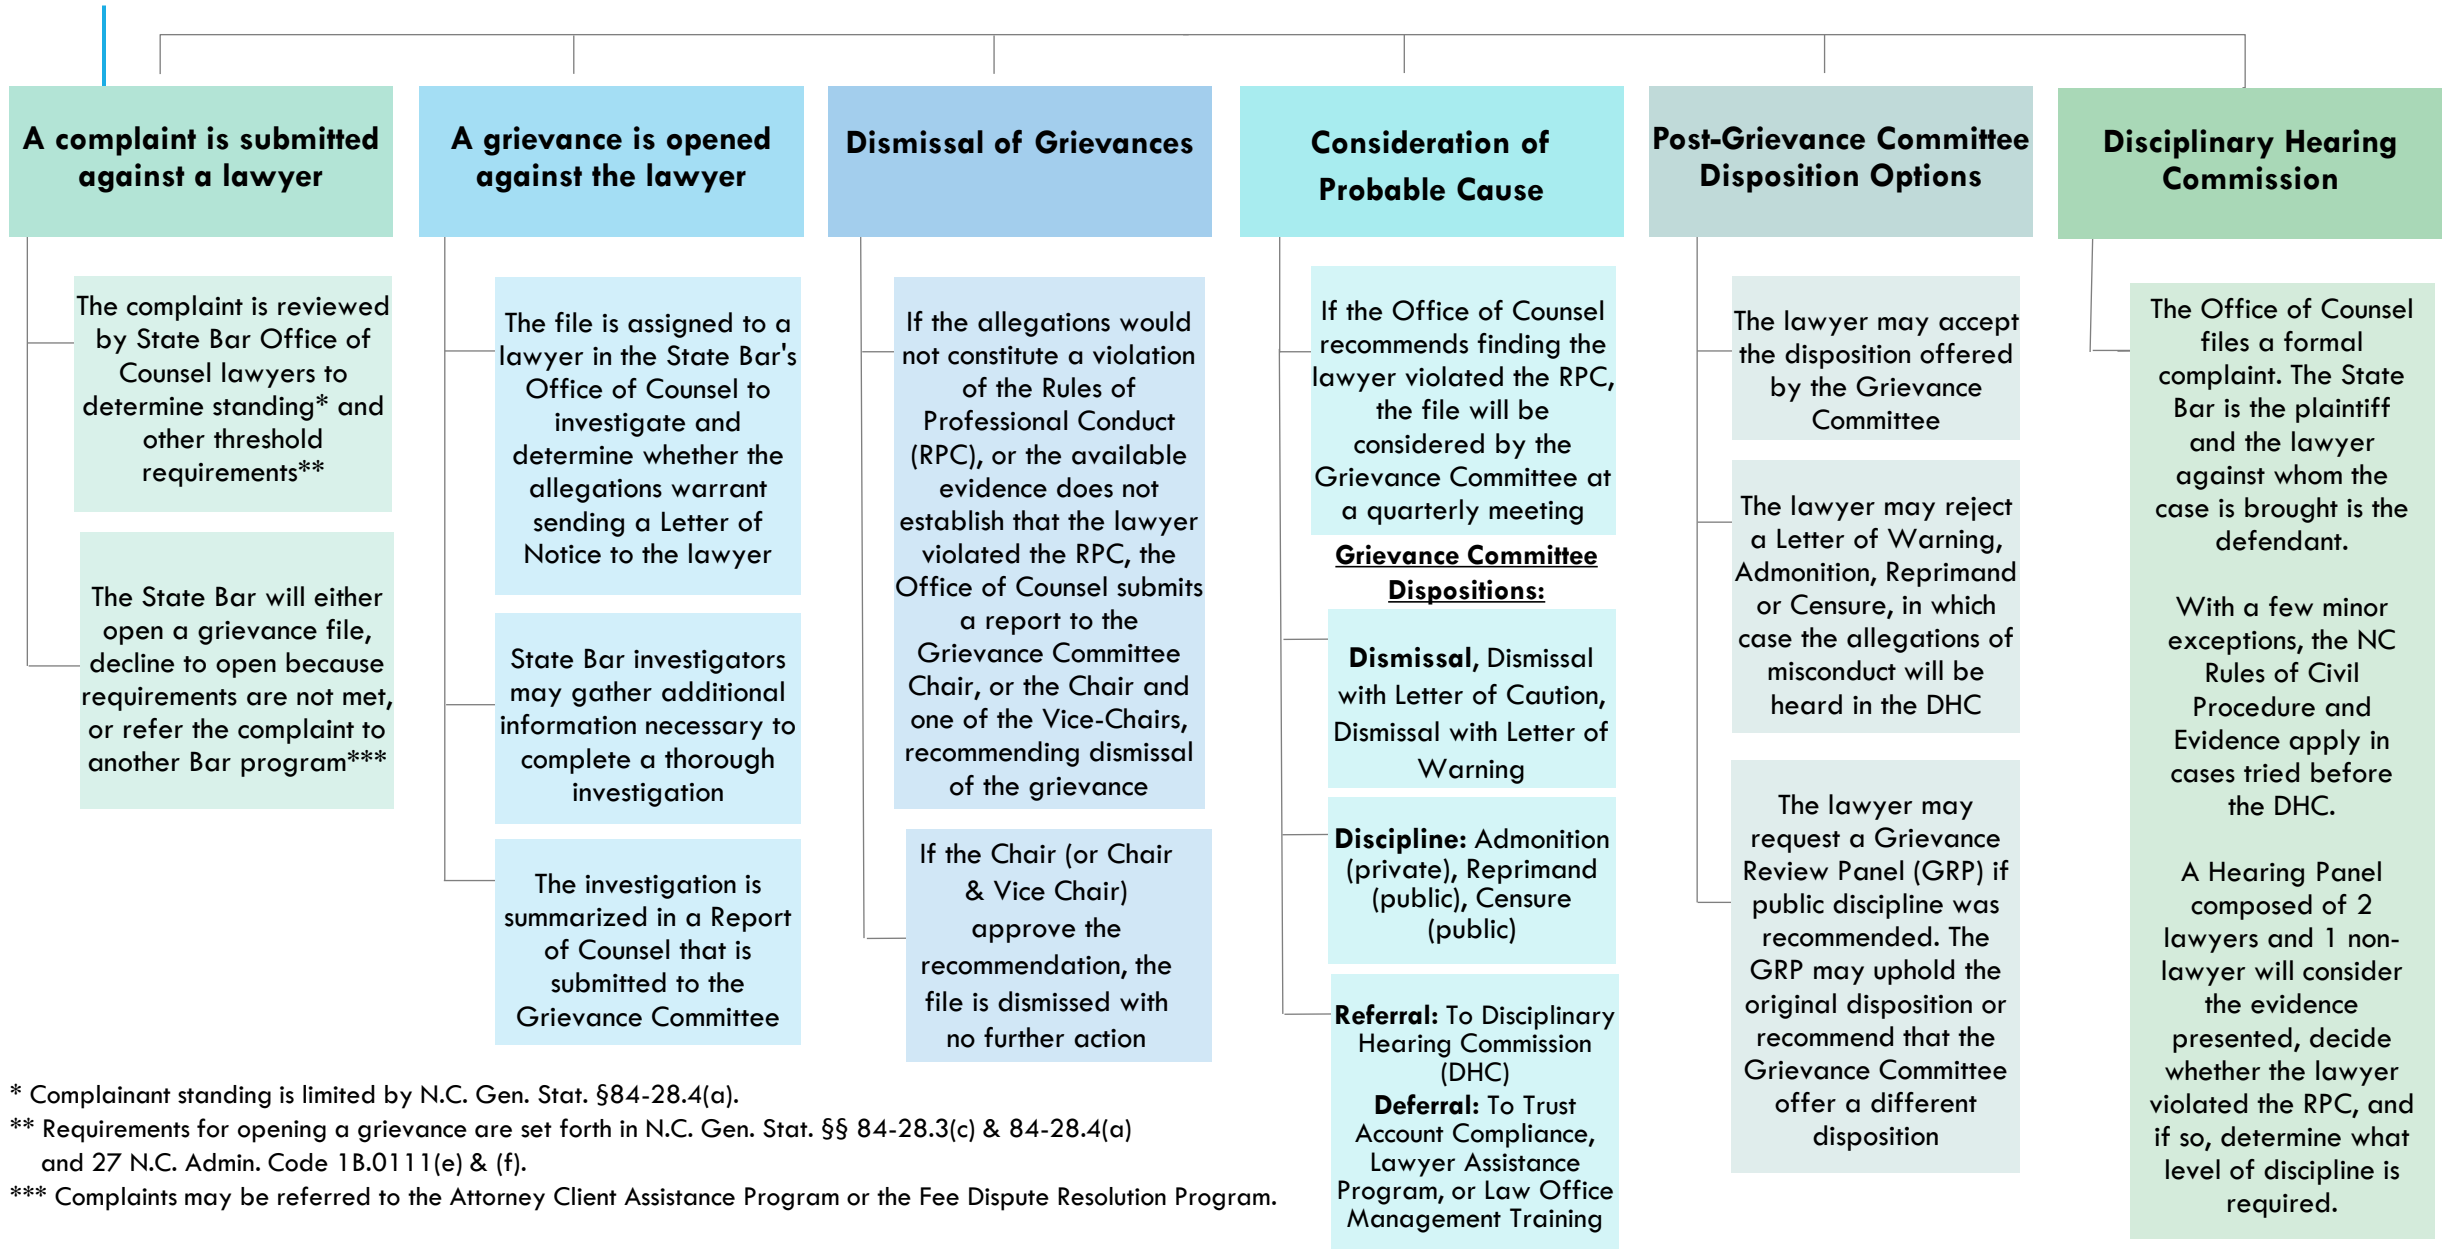 A complaint is submitted
against a lawyer
The complaint is reviewed
by State Bar Office of
Counsel lawyers to
determine standing* and
other threshold
requirements**
The State Bar will either
open a grievance file,
decline to open because
requirements are not met,
or refer the complaint to
another Bar program***
A grievance is opened
against the lawyer
The file is assigned to a
lawyer in the State Bar's
Office of Counsel to
investigate and
determine whether the
allegations warrant
sending a Letter of
Notice to the lawyer
State Bar investigators
may gather additional
information necessary to
complete a thorough
investigation
The investigation is
summarized in a Report
of Counsel that is
submitted to the
Grievance Committee
Dismissal of Grievances
If the allegations would
not constitute a violation
of the Rules of
Professional Conduct
(RPC), or the available
evidence does not
establish that the lawyer
violated the RPC, the
Office of Counsel submits
a report to the
Grievance Committee
Chair, or the Chair and
one of the Vice-Chairs,
recommending dismissal
of the grievance
If the Chair (or Chair
& Vice Chair)
approve the
recommendation, the
file is dismissed with
no further action
Consideration of
Probable Cause
If the Office of Counsel
recommends finding the
lawyer violated the RPC,
the file will be
considered by the
Grievance Committee at
a quarterly meeting
Grievance Committee
Dispositions:
Dismissal, Dismissal
with Letter of Caution,
Dismissal with Letter of
Warning
Discipline: Admonition
(private), Reprimand
(public), Censure
(public)
Referral: To Disciplinary
Hearing Commission
(DHC)
Deferral: To Trust
Account Compliance,
Lawyer Assistance
Program, or Law Office
Management Training
Post-Grievance Committee
Disposition Options
The lawyer may accept
the disposition offered
by the Grievance
Committee
The lawyer may reject
a Letter of Warning,
Admonition, Reprimand
or Censure, in which
case the allegations of
misconduct will be
heard in the DHC
The lawyer may
request a Grievance
Review Panel (GRP) if
public discipline was
recommended. The
GRP may uphold the
original disposition or
recommend that the
Grievance Committee
offer a different
disposition
Disciplinary Hearing
Commission
The Office of Counsel
files a formal
complaint. The State
Bar is the plaintiff
and the lawyer
against whom the
case is brought is the
defendant.
With a few minor
exceptions, the NC
Rules of Civil
Procedure and
Evidence apply in
cases tried before
the DHC.
A Hearing Panel
composed of 2
lawyers and 1 non-
lawyer will consider
the evidence
presented, decide
whether the lawyer
violated the RPC, and
if so, determine what
level of discipline is
required.
* Complainant standing is limited by N.C. Gen. Stat. §84-28.4(a).
** Requirements for opening a grievance are set forth in N.C. Gen. Stat. §§ 84-28.3(c) & 84-28.4(a)
and 27 N.C. Admin. Code 1B.0111(e) & (f).
*** Complaints may be referred to the Attorney Client Assistance Program or the Fee Dispute Resolution Program.